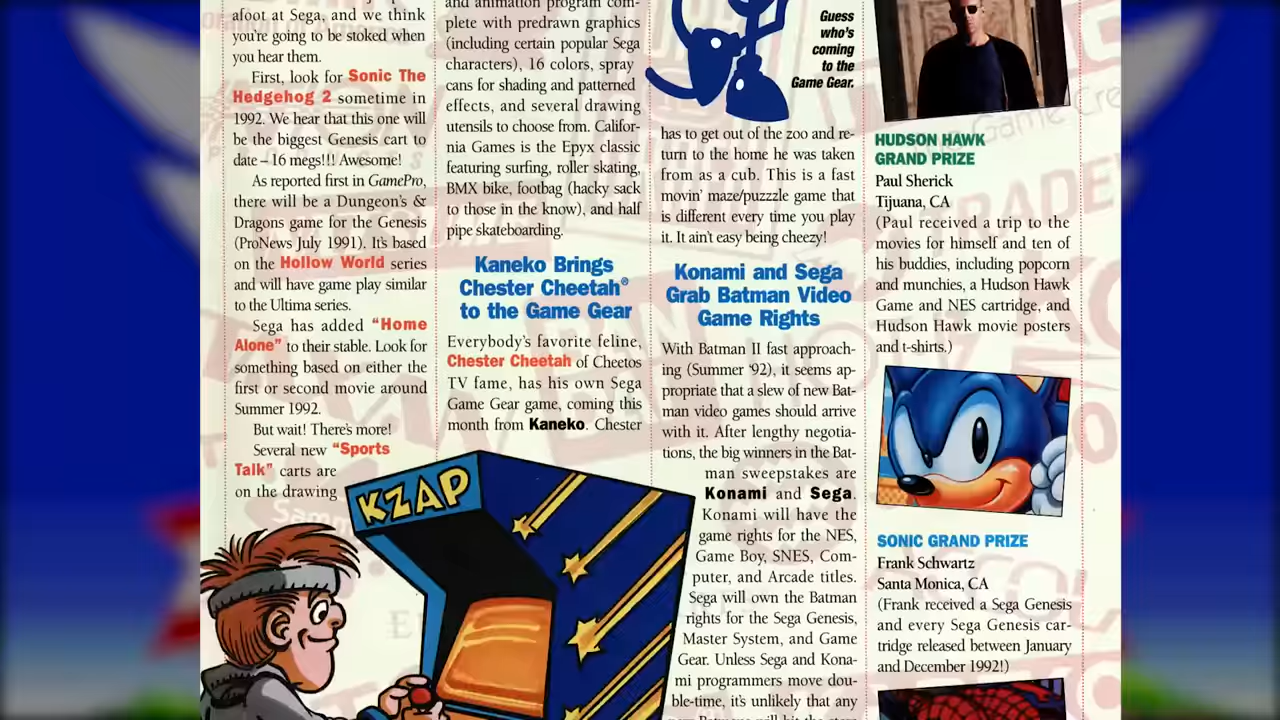 afoot at Sega, and we think
you're going to be stoked when
you hear them.
First, look for Sonic The
Hedgehog 2 sometime in
1992. We hear that this one will
be the biggest Genesis cart to
date – 16 megs!!! Awesome!
As reported first in GamePro,
there will be a Dungeon's &
Dragons game for the Genesis
(ProNews July 1991). It's based
on the Hollow World series
and will have game play similar
to the Ultima series.
Sega has added "Home
Alone" to their stable. Look for
something based on either the
first or second movie around
Summer 1992.
But wait! There's more!
Several new "Sports
Talk" carts are
on the drawing
and animation program com-
plete with predrawn graphics
(including certain popular Sega
characters), 16 colors, spray
cans for shading and patterned
effects, and several drawing
utensils to choose from. Califor-
nia Games is the Epyx classic
featuring surfing, roller skating,
BMX bike, footbag (hacky sack
to those in the know), and half
pipe skateboarding.
Kaneko Brings
Chester Cheetah®
to the Game Gear
Everybody's favorite feline,
Chester Cheetah of Cheetos
TV fame, has his own Sega
Game Gear game, coming this
month from Kaneko. Chester
KZAP
Guess
who's
coming
to the
Game Gear.
has to get out of the zoo and re-
turn to the home he was taken
from as a cub. This is a fast
movin' maze/puzzzle game that
is different every time you play
it. It ain't easy being cheezy!
Konami and Sega
Grab Batman Video
Game Rights
With Batman II fast approach-
ing (Summer '92), it seems ap-
propriate that a slew of new Bat-
man video games should arrive
with it. After lengthy negotia-
tions, the big winners in the Bat-
man sweepstakes are
Konami and Sega.
Konami will have the
game rights for the NES,
Game Boy, SNES, Com-
puter, and Arcade titles.
Sega will own the Batman
rights for the Sega Genesis,
Master System, and Game
Gear. Unless Sega and Kona-
mi programmers move dou-
ble-time, it's unlikely that any
HUDSON HAWK
GRAND PRIZE
Paul Sherick
Tijuana, CA
(Paul received a trip to the
movies for himself and ten of
his buddies, including popcorn
and munchies, a Hudson Hawk
Game and NES cartridge, and
Hudson Hawk movie posters
and t-shirts.)
SONIC GRAND PRIZE
Frank Schwartz
Santa Monica, CA
(Frank received a Sega Genesis
and every Sega Genesis car-
tridge released between January
and December 1992!)